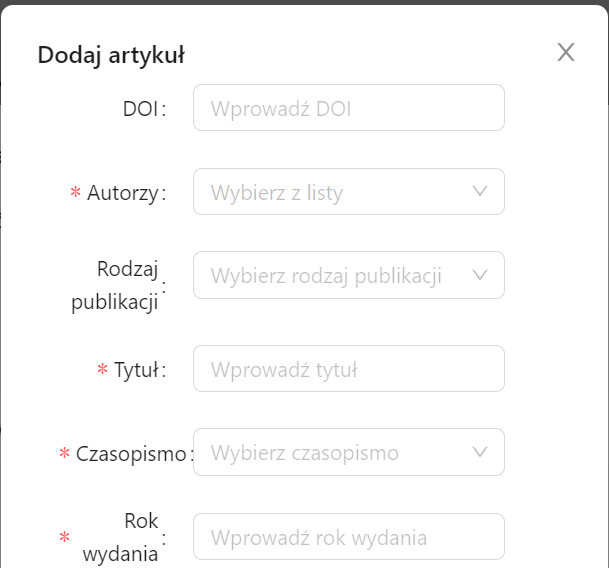 Dodaj artykuł
DOI: Wprowadź DOI
* Autorzy: Wybierz z listy
Rodzaj
publikacji: Wybierz rodzaj publikacji
* Tytuł: Wprowadź tytuł
* Czasopismo: Wybierz czasopismo
* Rok
wydania: Wprowadź rok wydania